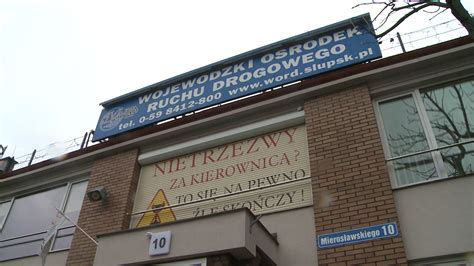 WOJEWÓDZKI OŚRODEK
RUCHU DROGOWEGO
tel. 0-59 8412-800 www.word.slupsk.pl
NIETRZEŹWY
ZA KIEROWNICĄ?
TO SIĘ NA PEWNO
ŹLE SKOŃCZY!
10
Mierosławskiego 10